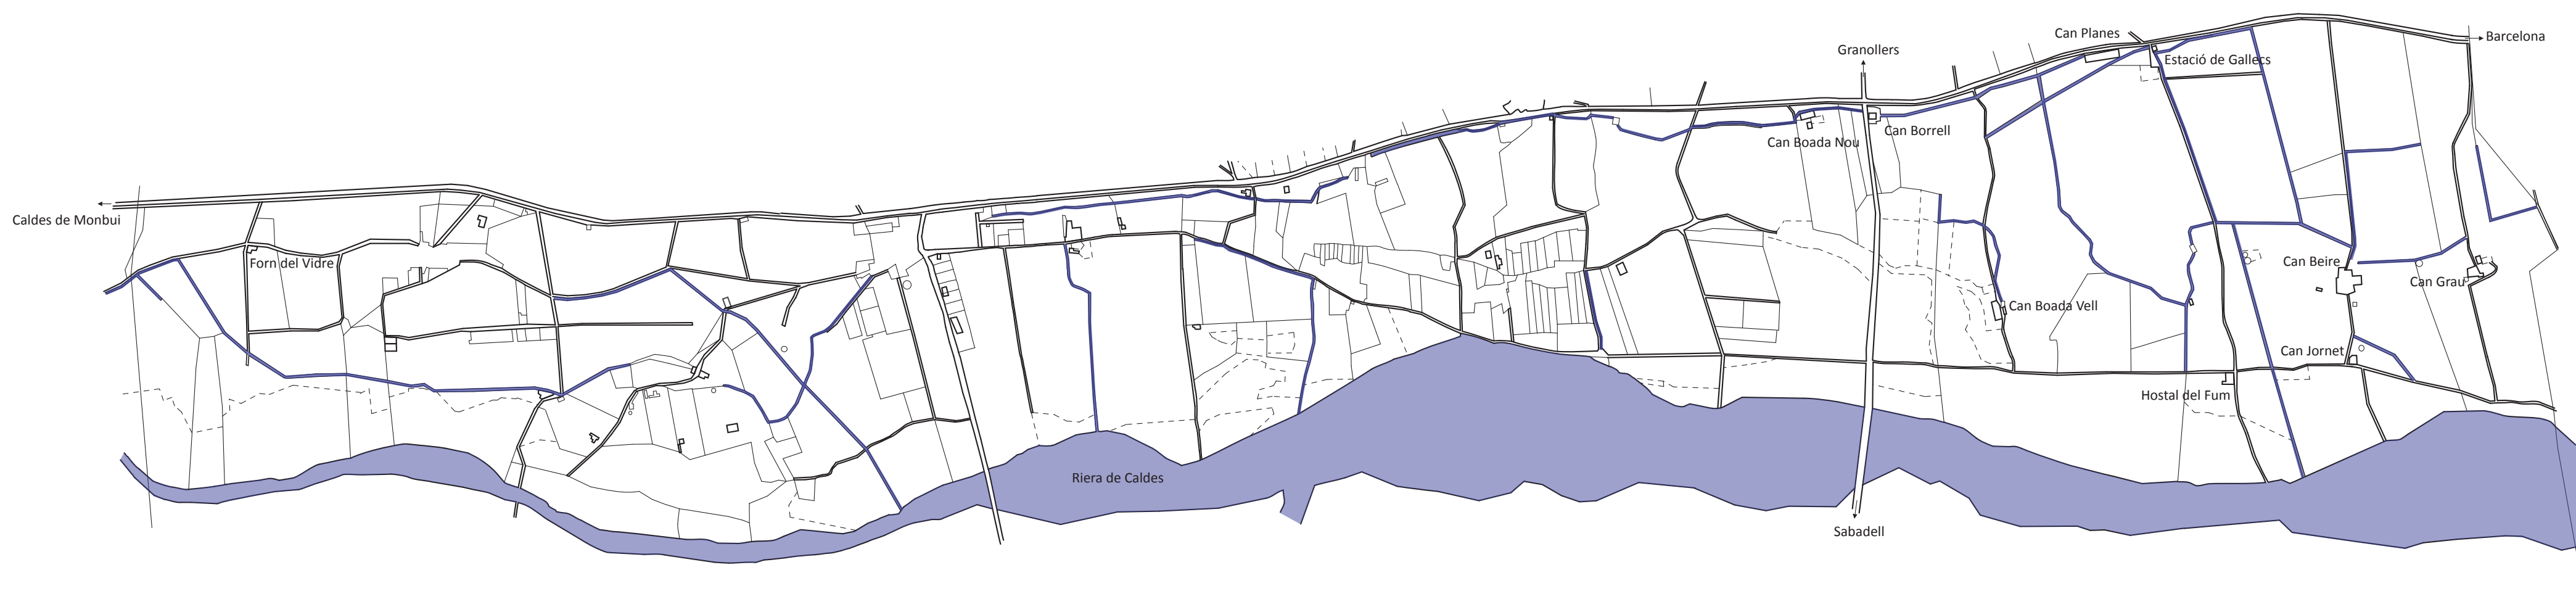 Caldes de Monbui
Forn del Vidre
Riera de Caldes
Granollers
Can Boada Nou
Can Borrell
Can Boada Vell
Sabadell
Can Planes
Estació de Gallecs
Barcelona
Can Beire
Can Grau
Can Jornet
Hostal del Fum